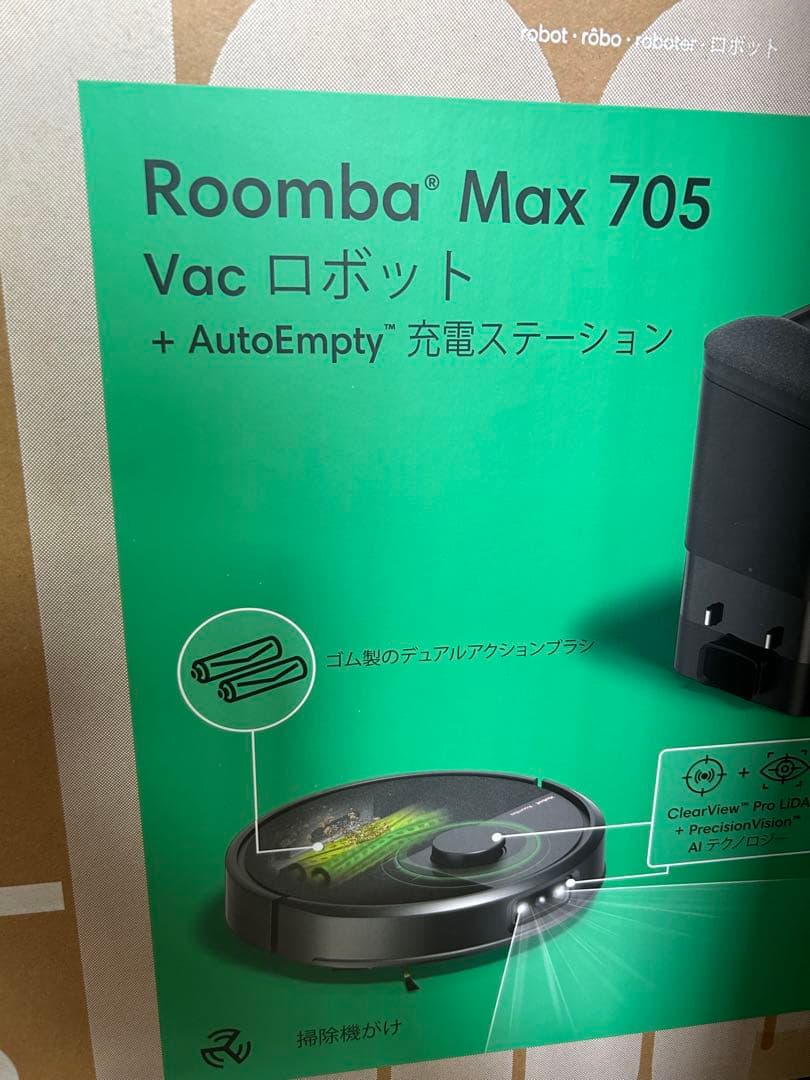 robot · rôbo · roboter · ロボット
Roomba® Max 705
Vac ロボット
+ AutoEmpty™ 充電ステーション
ゴム製のデュアルアクションブラシ
+
ClearView™ Pro LiDA
+ PrecisionVision™
AI テクノロジー
掃除機がけ